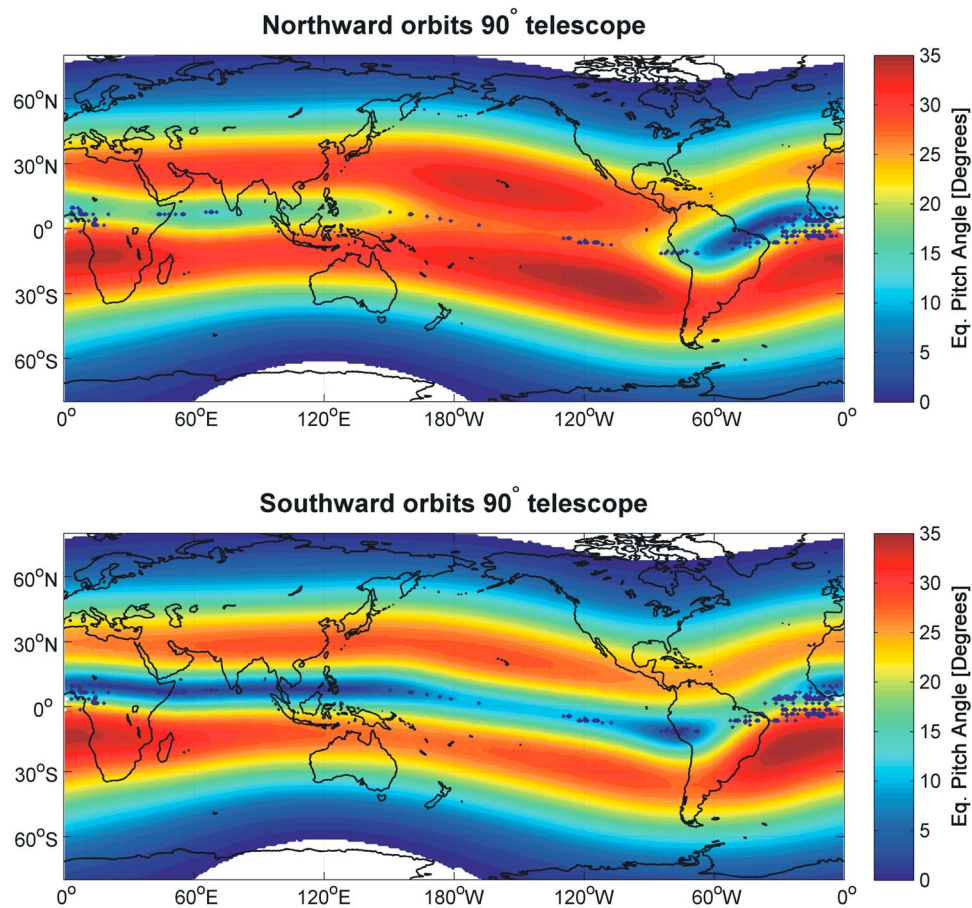 Northward orbits 90° telescope
60°N
30°N
0°
30°S
60°S
0° 60°E 120°E 180°W 120°W 60°W 0°
35
30
25
20
15
10
5
0
Eq. Pitch Angle [Degrees]
Southward orbits 90° telescope
60°N
30°N
0°
30°S
60°S
0° 60°E 120°E 180°W 120°W 60°W 0°
35
30
25
20
15
10
5
0
Eq. Pitch Angle [Degrees]